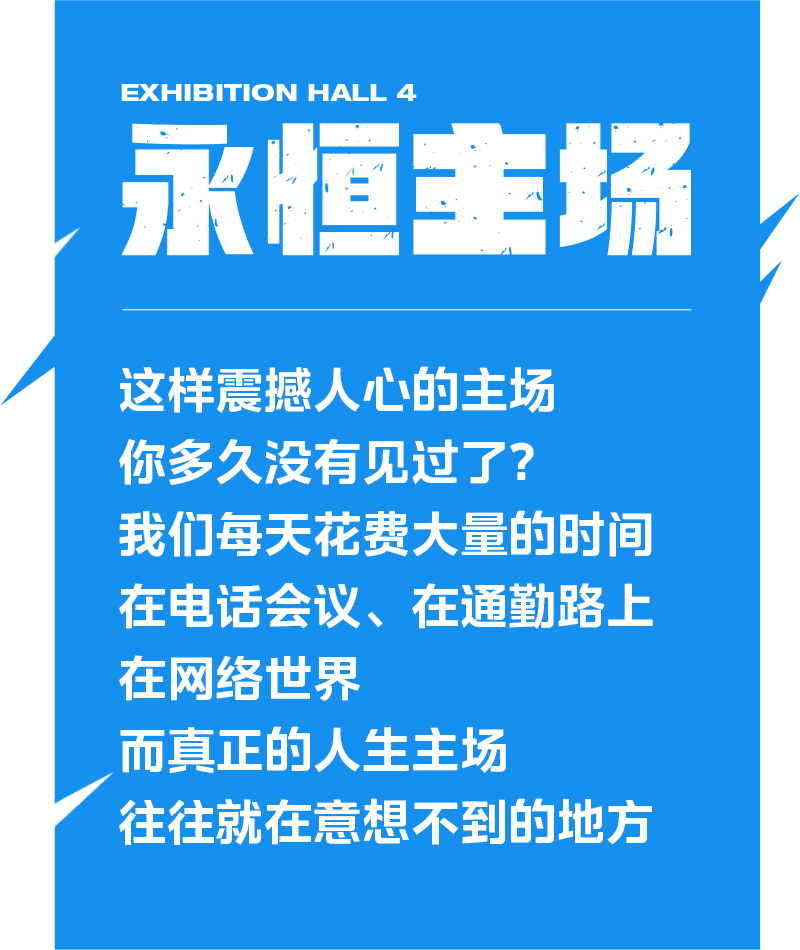 EXHIBITION HALL 4
永恒主场
这样震撼人心的主场
你多久没有见过了?
我们每天花费大量的时间
在电话会议、在通勤路上
在网络世界
而真正的人生主场
往往就在意想不到的地方